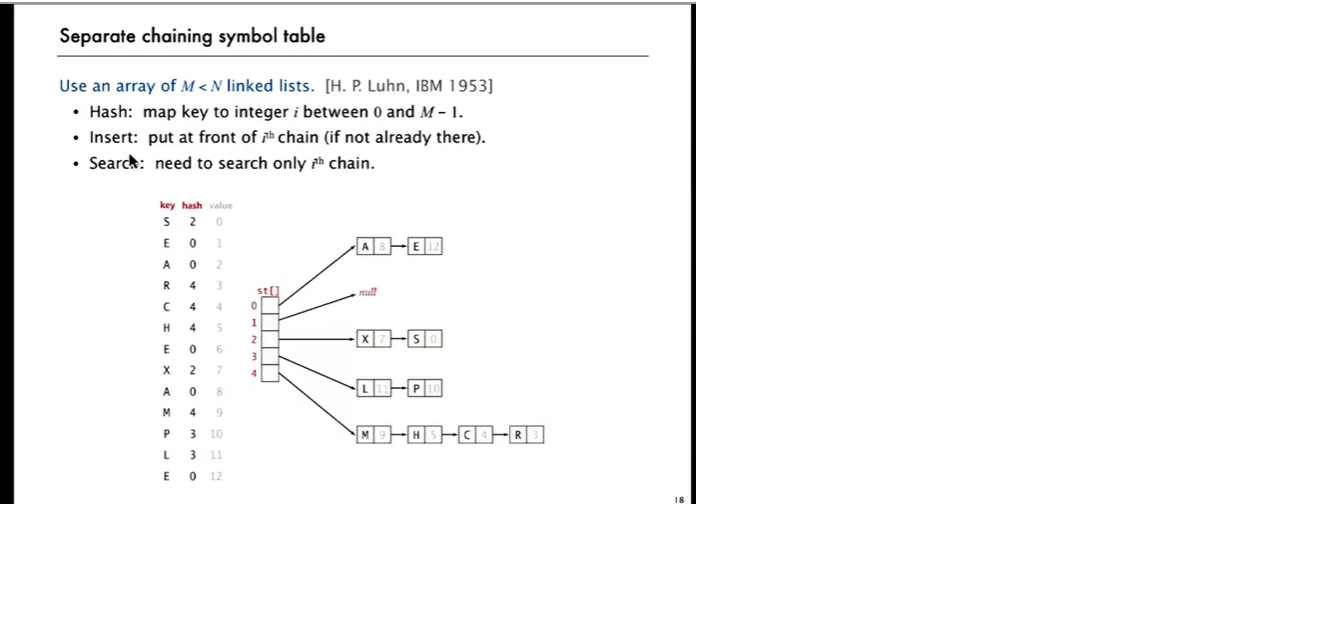 Separate chaining symbol table
Use an array of M < N linked lists. [H. P. Luhn, IBM 1953]
• Hash: map key to integer i between 0 and M – 1.
• Insert: put at front of ith chain (if not already there).
• Search: need to search only ith chain.
key hash value
S 2 0
E 0 1
A 0 2
R 4 3
C 4 4
H 4 5
E 0 6
X 2 7
A 0 8
M 4 9
P 3 10
L 3 11
E 0 12
st[]
0
1
2
3
4
A 8 E 12
null
X 7 S 0
L 11 P 10
M 9 H 5 C 4 R 3
18